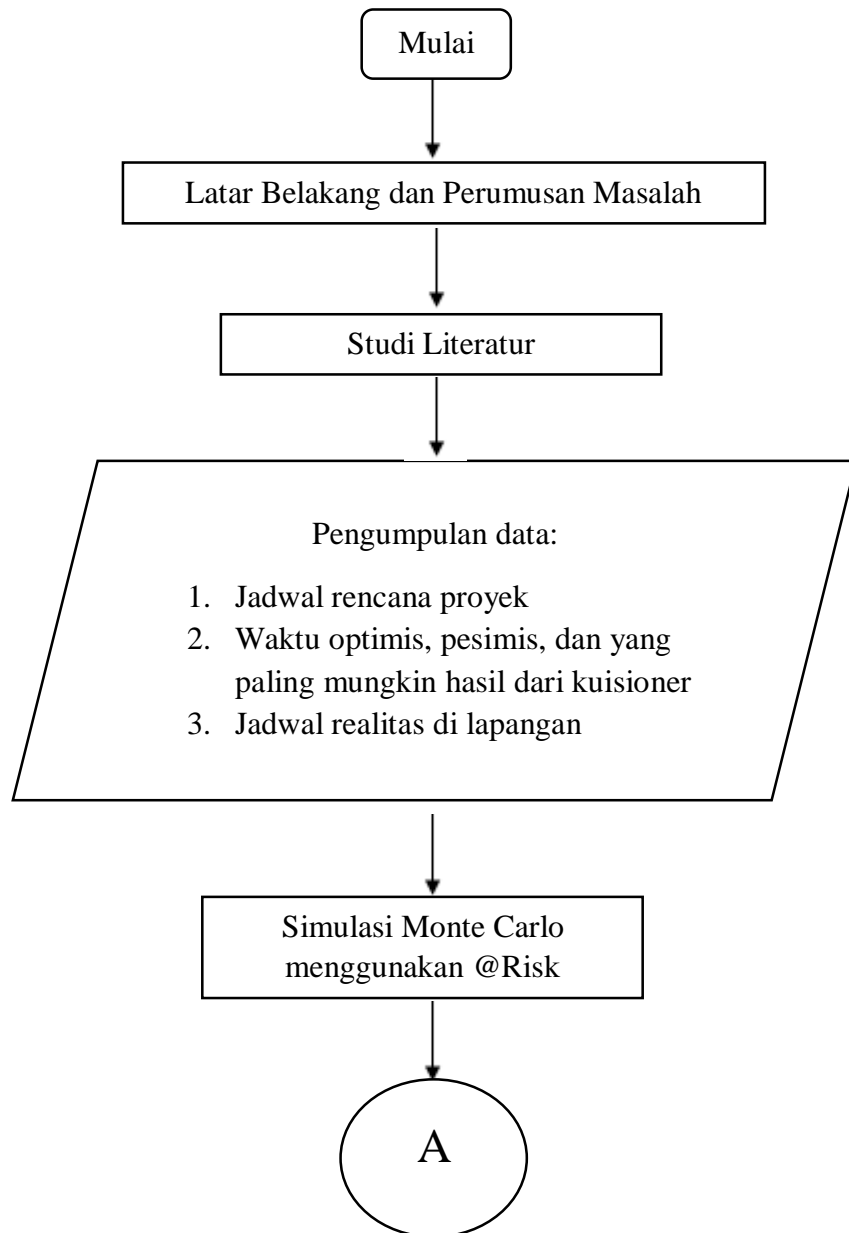 Mulai
Latar Belakang dan Perumusan Masalah
Studi Literatur
Pengumpulan data:
1. Jadwal rencana proyek
2. Waktu optimis, pesimis, dan yang
paling mungkin hasil dari kuisioner
3. Jadwal realitas di lapangan
Simulasi Monte Carlo
menggunakan @Risk
A